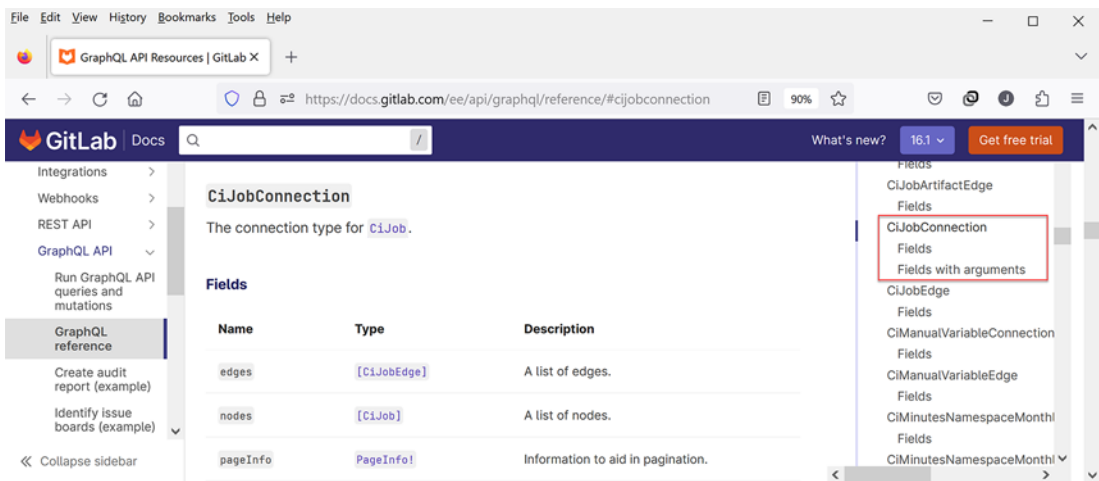 File Edit View History Bookmarks Tools Help
GraphQL API Resources | GitLab
https://docs.gitlab.com/ee/api/graphql/reference/#cijobconnection
90%
GitLab Docs
/
What's new?
16.1
Get free trial
Integrations
Webhooks
REST API
GraphQL API
Run GraphQL API
queries and
mutations
GraphQL
reference
Create audit
report (example)
Identify issue
boards (example)
Collapse sidebar
CiJobConnection
The connection type for CiJob.
Fields
Name Type Description
edges [CiJobEdge] A list of edges.
nodes [CiJob] A list of nodes.
pageInfo PageInfo! Information to aid in pagination.
Fields
CiJobArtifactEdge
Fields
CiJobConnection
Fields
Fields with arguments
CiJobEdge
Fields
CiManualVariableConnection
Fields
CiManualVariableEdge
Fields
CiMinutesNamespaceMonthl
Fields
CiMinutesNamespaceMonthl